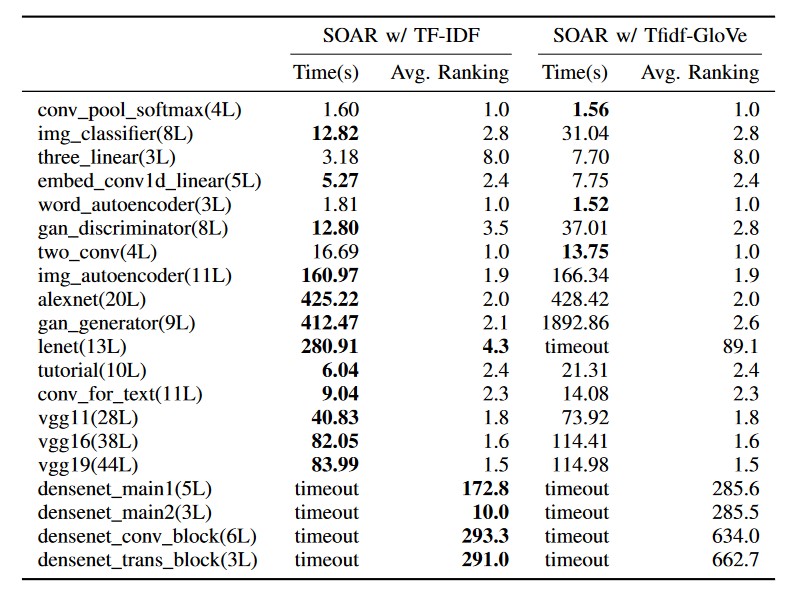 SOAR w/ TF-IDF SOAR w/ Tfidf-GloVe
Time(s) Avg. Ranking Time(s) Avg. Ranking
conv_pool_softmax(4L) 1.60 1.0 1.56 1.0
img_classifier(8L) 12.82 2.8 31.04 2.8
three_linear(3L) 3.18 8.0 7.70 8.0
embed_conv1d_linear(5L) 5.27 2.4 7.75 2.4
word_autoencoder(3L) 1.81 1.0 1.52 1.0
gan_discriminator(8L) 12.80 3.5 37.01 2.8
two_conv(4L) 16.69 1.0 13.75 1.0
img_autoencoder(11L) 160.97 1.9 166.34 1.9
alexnet(20L) 425.22 2.0 428.42 2.0
gan_generator(9L) 412.47 2.1 1892.86 2.6
lenet(13L) 280.91 4.3 timeout 89.1
tutorial(10L) 6.04 2.4 21.31 2.4
conv_for_text(11L) 9.04 2.3 14.08 2.3
vgg11(28L) 40.83 1.8 73.92 1.8
vgg16(38L) 82.05 1.6 114.41 1.6
vgg19(44L) 83.99 1.5 114.98 1.5
densenet_main1(5L) timeout 172.8 timeout 285.6
densenet_main2(3L) timeout 10.0 timeout 285.5
densenet_conv_block(6L) timeout 293.3 timeout 634.0
densenet_trans_block(3L) timeout 291.0 timeout 662.7